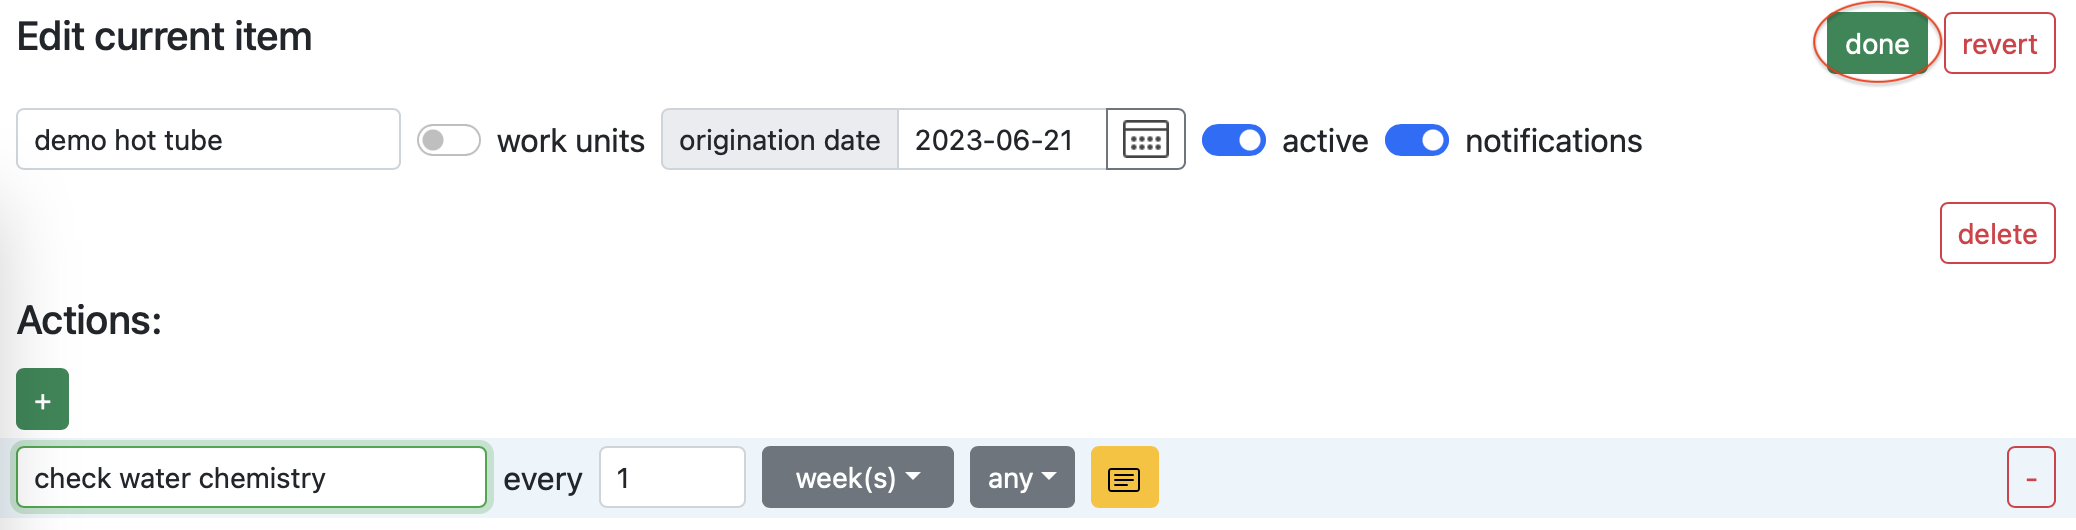 Edit current item
done revert
demo hot tube work units origination date 2023-06-21 active notifications
delete
Actions:
+
check water chemistry every 1 week(s) any -